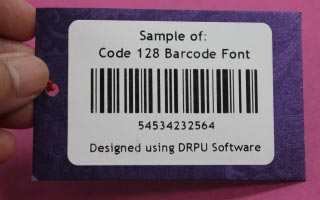 Sample of:
Code 128 Barcode Font
54534232564
Designed using DRPU Software